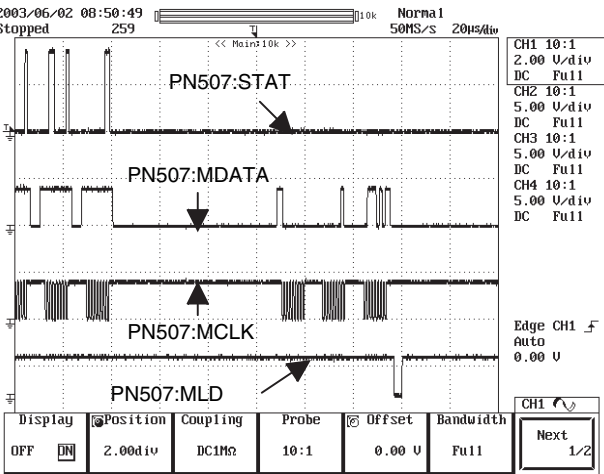 2003/06/02 08:50:49 10k Normal
Stopped 259 50MS/s 20µs/div
<< Main:10k >>
CH1 10:1
2.00 V/div
DC Full
CH2 10:1
5.00 V/div
DC Full
CH3 10:1
5.00 V/div
DC Full
CH4 10:1
5.00 V/div
DC Full
PN507:STAT
PN507:MDATA
PN507:MCLK
PN507:MLD
Edge CH1
Auto
0.00 V
CH1
Display Position Coupling Probe Offset Bandwidth
OFF ON 2.00div DC1MΩ 10:1 0.00 V Full
Next
1/2